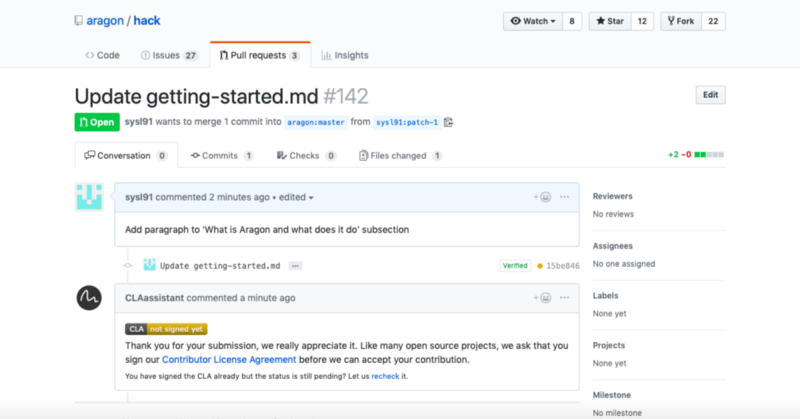 aragon / hack
Watch 8 Star 12 Fork 22
Code Issues 27 Pull requests 3 Insights
Update getting-started.md #142
Edit
Open sysl91 wants to merge 1 commit into aragon:master from sysl91:patch-1
Conversation 0 Commits 1 Checks 0 Files changed 1 +2 −0
sysl91 commented 2 minutes ago • edited
Add paragraph to 'What is Aragon and what does it do' subsection
Update getting-started.md ... Verified 15be846
CLAassistant commented a minute ago
CLA not signed yet
Thank you for your submission, we really appreciate it. Like many open source projects, we ask that you
sign our Contributor License Agreement before we can accept your contribution.
You have signed the CLA already but the status is still pending? Let us recheck it.
Reviewers
No reviews
Assignees
No one assigned
Labels
None yet
Projects
None yet
Milestone
No milestone